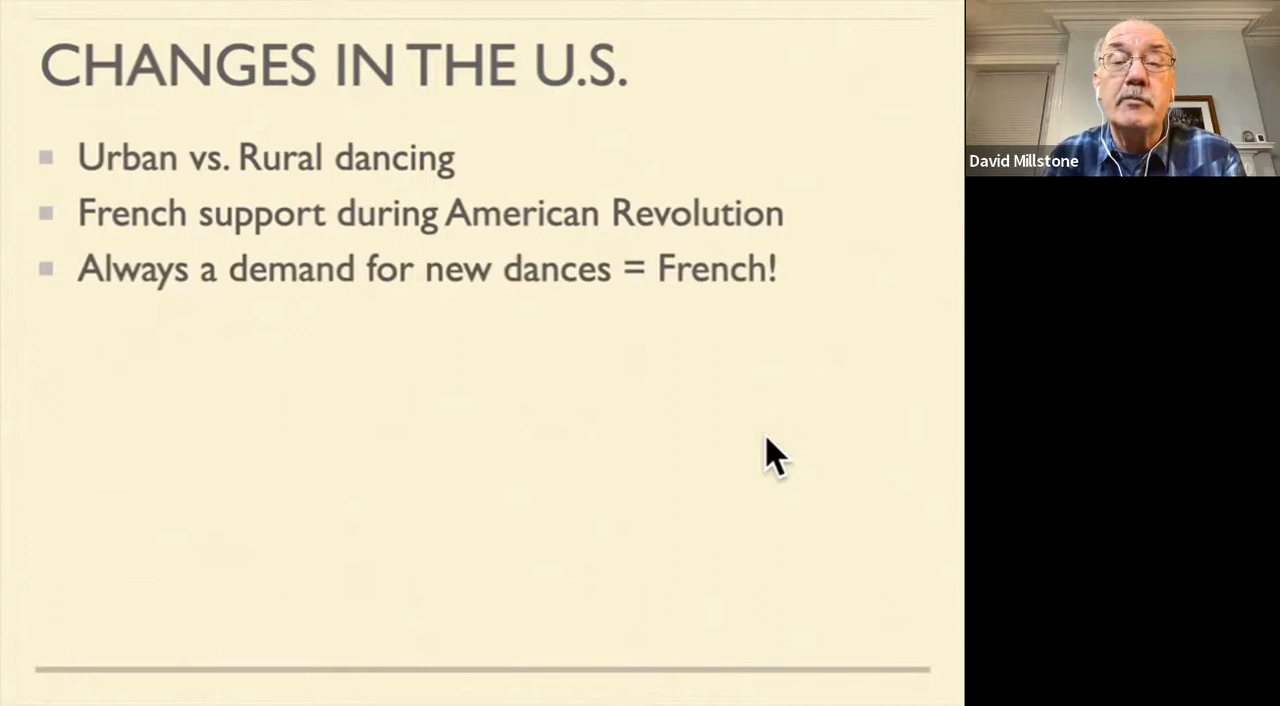 CHANGES IN THE U.S.
Urban vs. Rural dancing
French support during American Revolution
Always a demand for new dances = French!
David Millstone